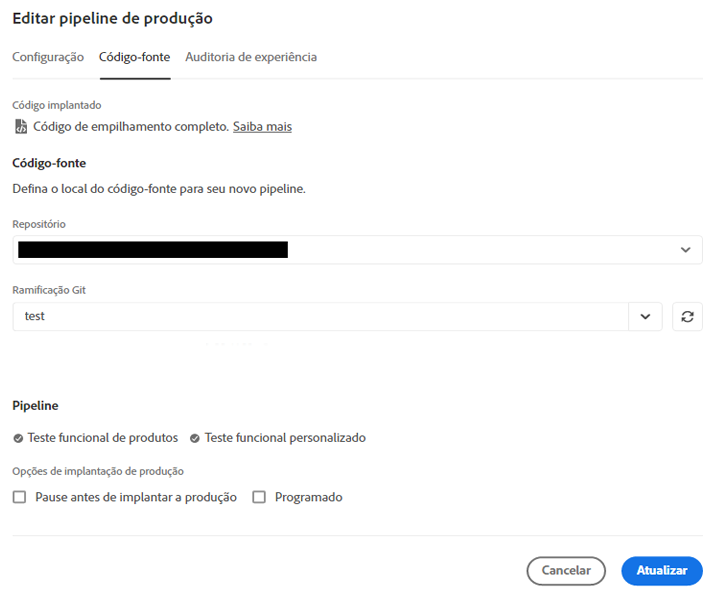 Editar pipeline de produção
Configuração Código-fonte Auditoria de experiência
Código implantado
Código de empilhamento completo. Saiba mais
Código-fonte
Defina o local do código-fonte para seu novo pipeline.
Repositório
Ramificação Git
test
Pipeline
Teste funcional de produtos Teste funcional personalizado
Opções de implantação de produção
Pause antes de implantar a produção Programado
Cancelar Atualizar